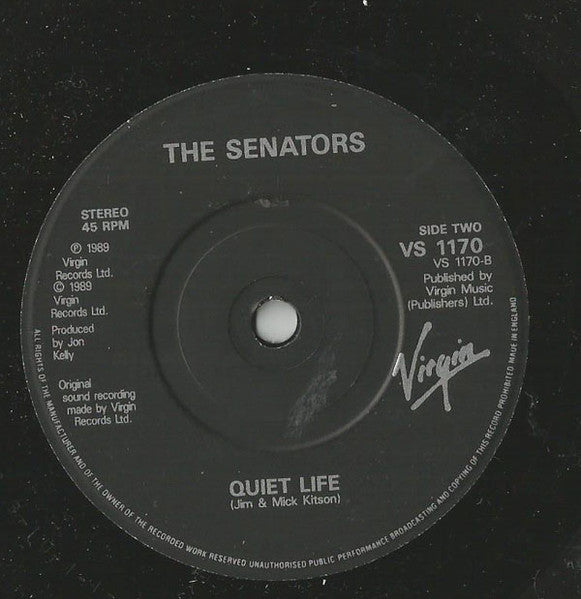 THE SENATORS
STEREO
45 RPM
℗ 1989
Virgin
Records Ltd.
© 1989
Virgin
Records Ltd.
Produced
by Jon
Kelly
Original
sound recording
made by Virgin
Records Ltd.
SIDE TWO
VS 1170
VS 1170-B
Published by
Virgin Music
(Publishers) Ltd.
Virgin
QUIET LIFE
(Jim & Mick Kitson)
ALL RIGHTS OF THE MANUFACTURER AND OF THE OWNER OF THE RECORDED WORK RESERVED UNAUTHORISED PUBLIC PERFORMANCE BROADCASTING AND COPYING OF THIS RECORD PROHIBITED MADE IN ENGLAND